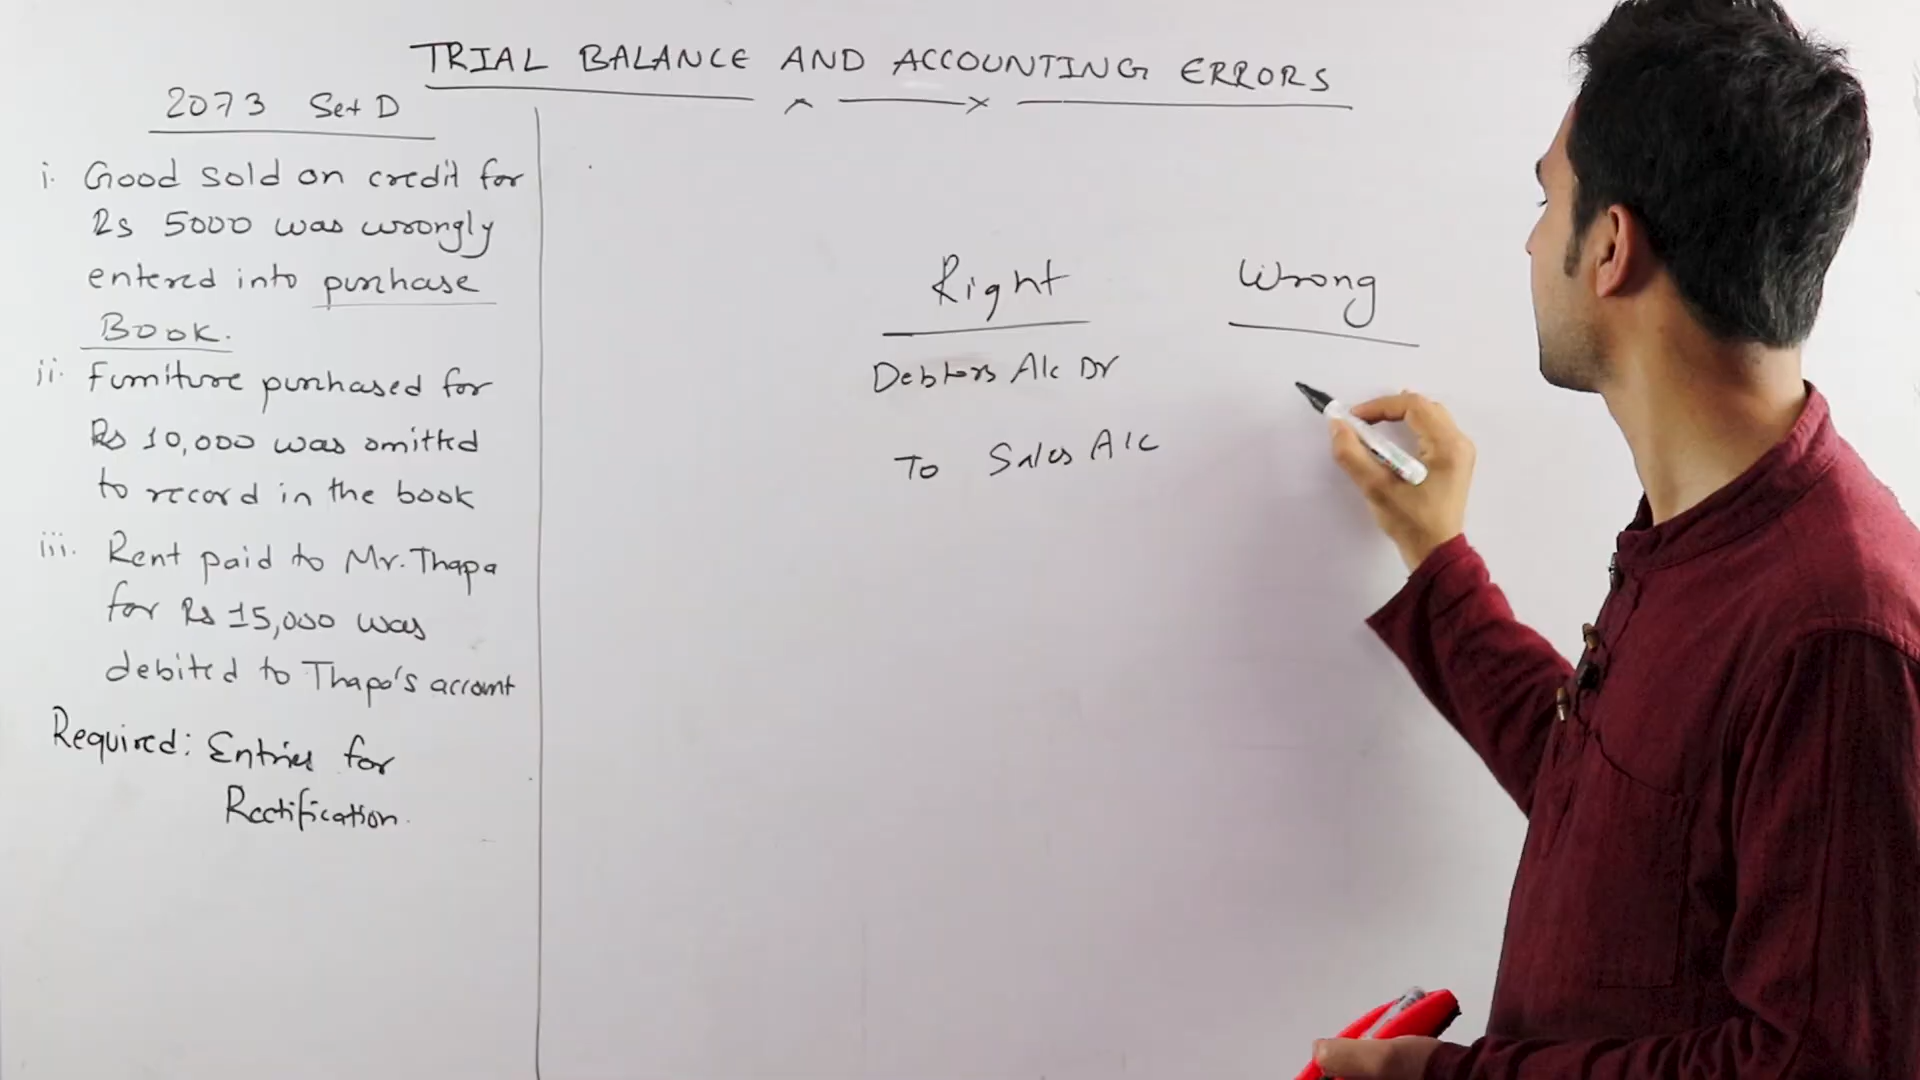 TRIAL BALANCE AND ACCOUNTING ERRORS
2073 Set D
i. Good sold on credit for
Rs 5000 was wrongly
entered into purchase
Book.
ii. Furniture purchased for
Rs 10,000 was omitted
to record in the book
iii. Rent paid to Mr. Thapa
for Rs 15,000 was
debited to Thapa's account
Required: Entries for
Rectification.
Right Wrong
Debtors A/c Dr
To Sales A/c